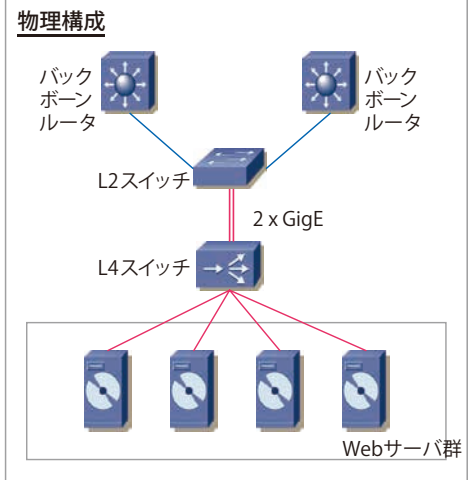 物理構成
バック
ボーン
ルータ
バック
ボーン
ルータ
L2スイッチ
2 x GigE
L4スイッチ
Webサーバ群